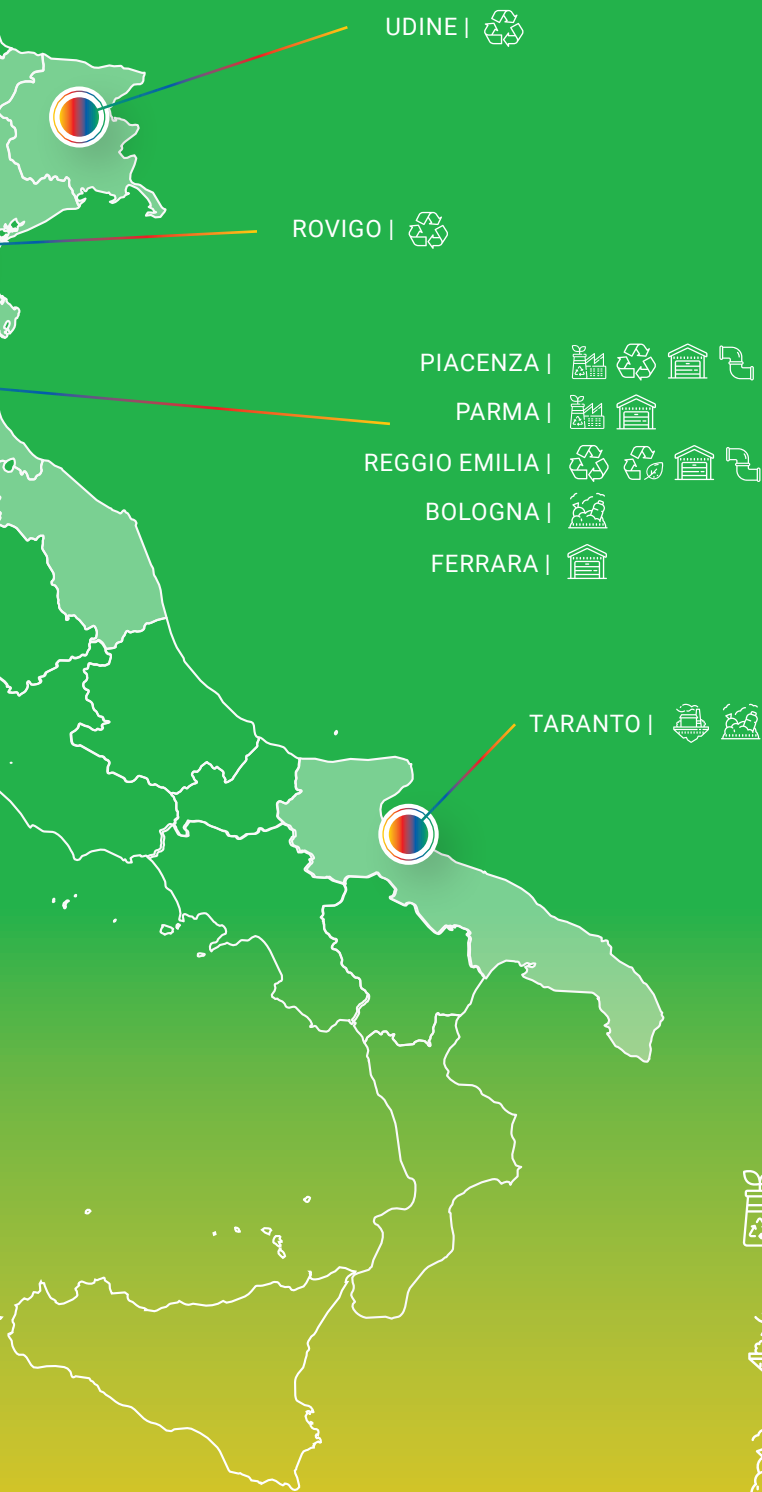 UDINE |
ROVIGO |
PIACENZA |
PARMA |
REGGIO EMILIA |
BOLOGNA |
FERRARA |
TARANTO |